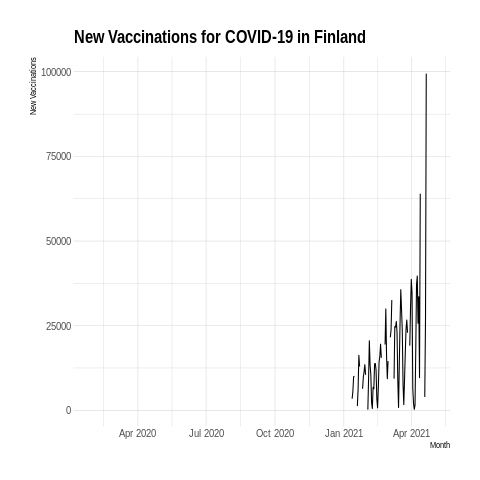 New Vaccinations for COVID-19 in Finland
New Vaccinations
100000
75000
50000
25000
0
Apr 2020 Jul 2020 Oct 2020 Jan 2021 Apr 2021
Month